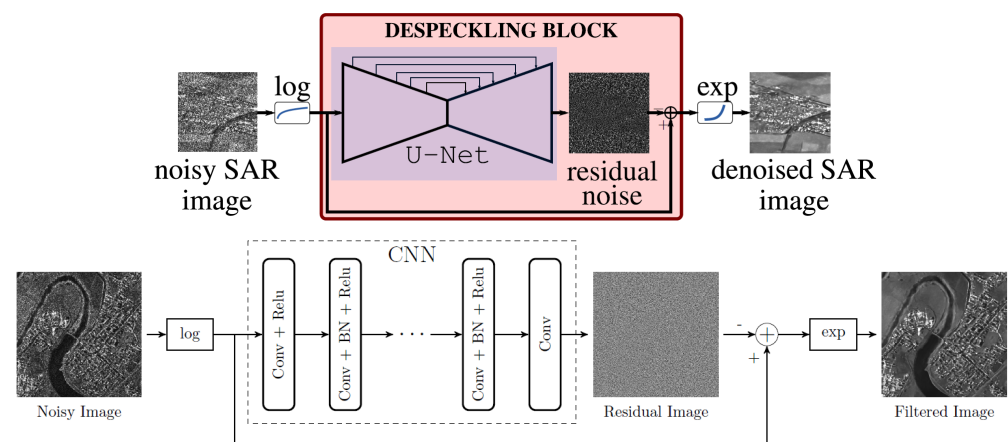 DESPECKLING BLOCK
log
exp
U-Net
-
+
noisy SAR
image
residual
noise
denoised SAR
image
CNN
log
Conv + Relu
Conv + BN + Relu
· · ·
Conv + BN + Relu
Conv
-
+
exp
Noisy Image
Residual Image
Filtered Image